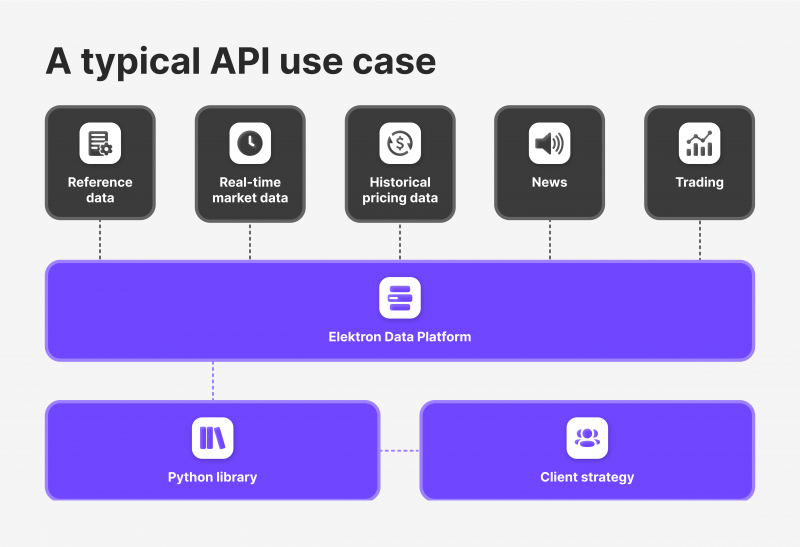 A typical API use case
Reference
data
Real-time
market data
Historical
pricing data
News
Trading
Elektron Data Platform
Python library
Client strategy